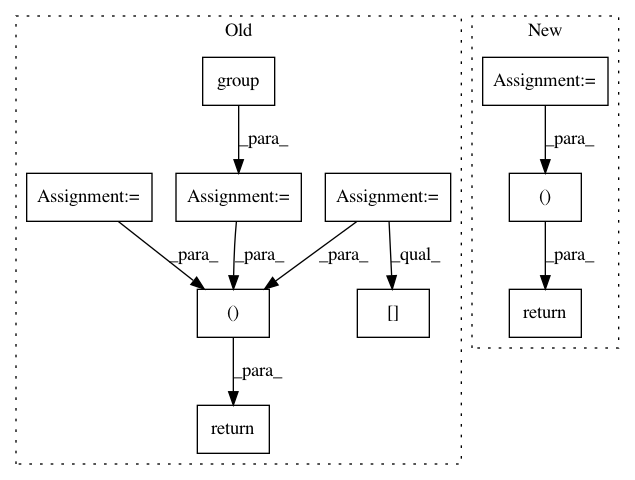 Old
New
group
Assignment:=
_para_
_para_
Assignment:=
Assignment:=
Assignment:=
()
_para_
_para_
_para_
_qual_
_para_
()
[]
return
_para_
return